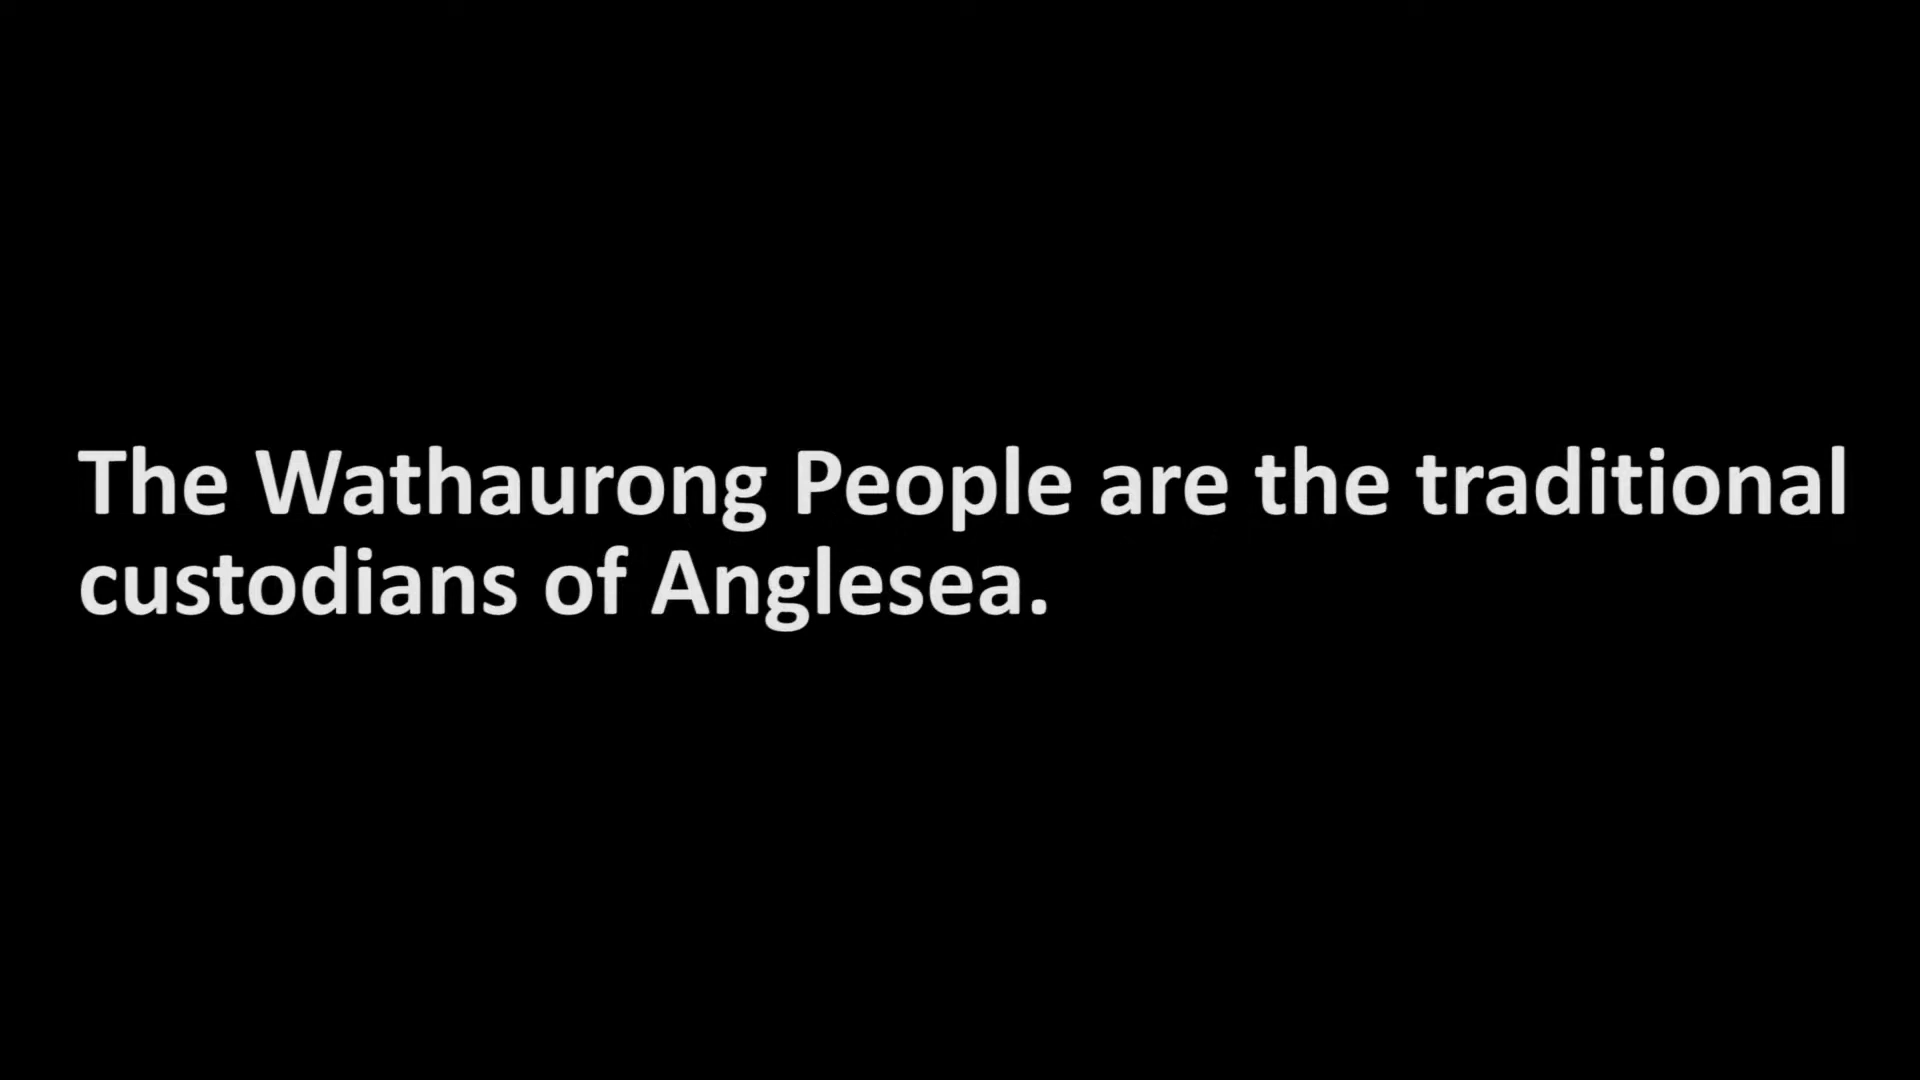 The Wathaurong People are the traditional
custodians of Anglesea.